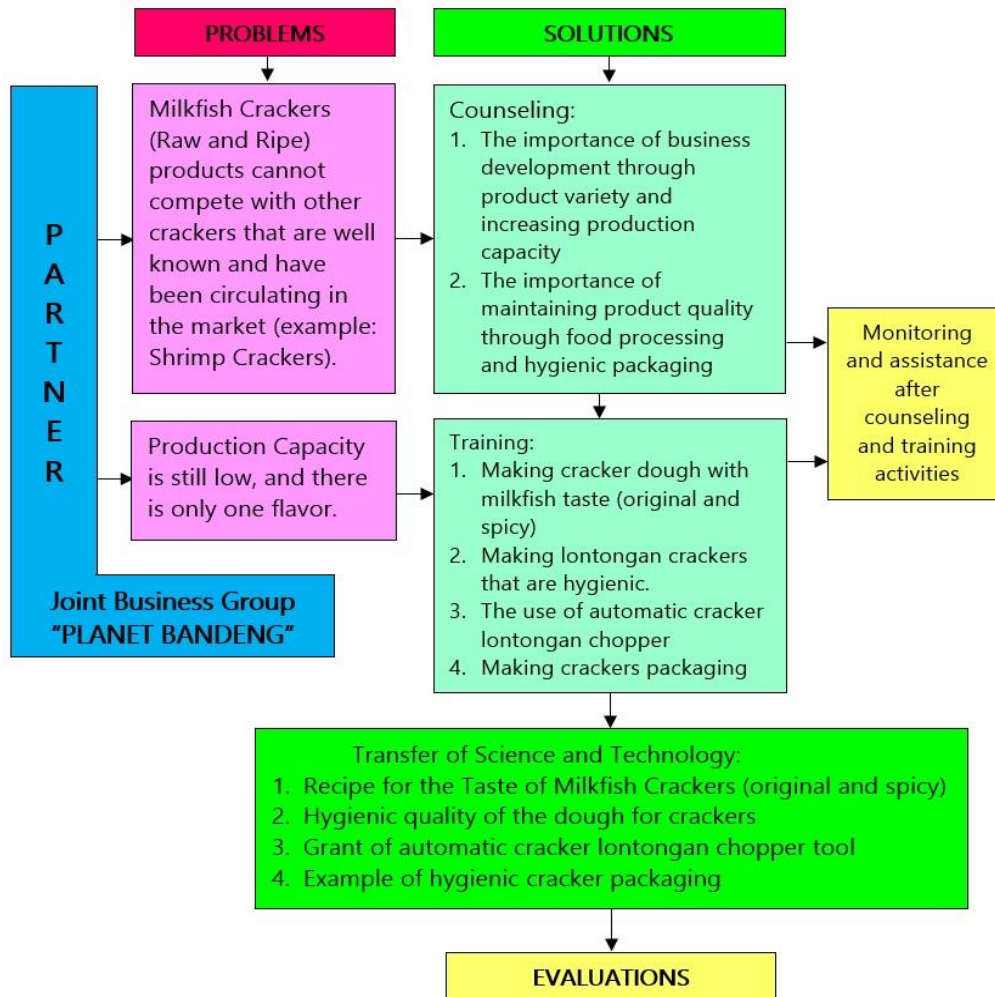 PROBLEMS
SOLUTIONS
PARTNER
Joint Business Group
“PLANET BANDENG“
Milkfish Crackers
(Raw and Ripe)
products cannot
compete with other
crackers that are well
known and have
been circulating in
the market (example:
Shrimp Crackers).
Production Capacity
is still low, and there
is only one flavor.
Counseling:
1. The importance of business
development through
product variety and
increasing production
capacity
2. The importance of
maintaining product quality
through food processing
and hygienic packaging
Training:
1. Making cracker dough with
milkfish taste (original and
spicy)
2. Making lontongan crackers
that are hygienic.
3. The use of automatic cracker
lontongan chopper
4. Making crackers packaging
Monitoring
and assistance
after
counseling
and training
activities
Transfer of Science and Technology:
1. Recipe for the Taste of Milkfish Crackers (original and spicy)
2. Hygienic quality of the dough for crackers
3. Grant of automatic cracker lontongan chopper tool
4. Example of hygienic cracker packaging
EVALUATIONS